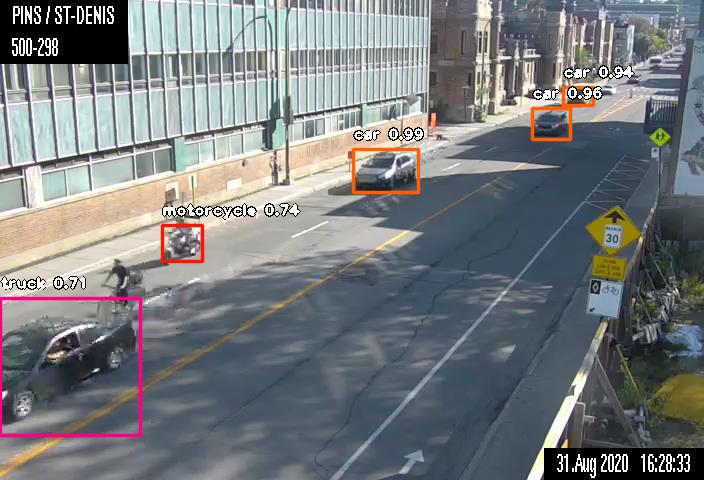 PINS / ST-DENIS
500-298
car 0.94
car 0.96
car 0.99
motorcycle 0.74
truck 0.71
30
31.Aug 2020 16:28:33